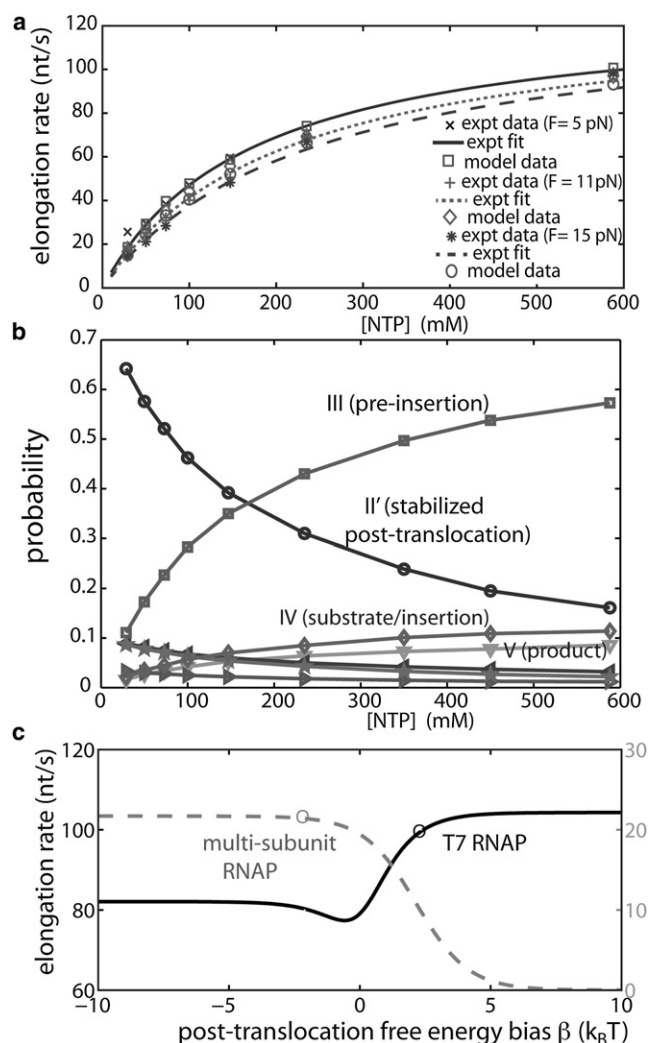 a
elongation rate (nt/s)
120
100
80
60
40
20
0
expt data (F= 5 pN)
expt fit
model data
expt data (F = 11pN)
expt fit
model data
expt data (F= 15 pN)
expt fit
model data
0 100 200 300 400 500 600
[NTP] (mM)
b
probability
0.7
0.6
0.5
0.4
0.3
0.2
0.1
0
III (pre-insertion)
II' (stabilized
post-translocation)
IV (substrate/insertion)
V (product)
0 100 200 300 400 500 600
[NTP] (mM)
c
elongation rate (nt/s)
120
100
80
60
30
20
10
0
multi-subunit
RNAP
T7 RNAP
-10 -5 0 5 10
post-translocation free energy bias β (kBT)